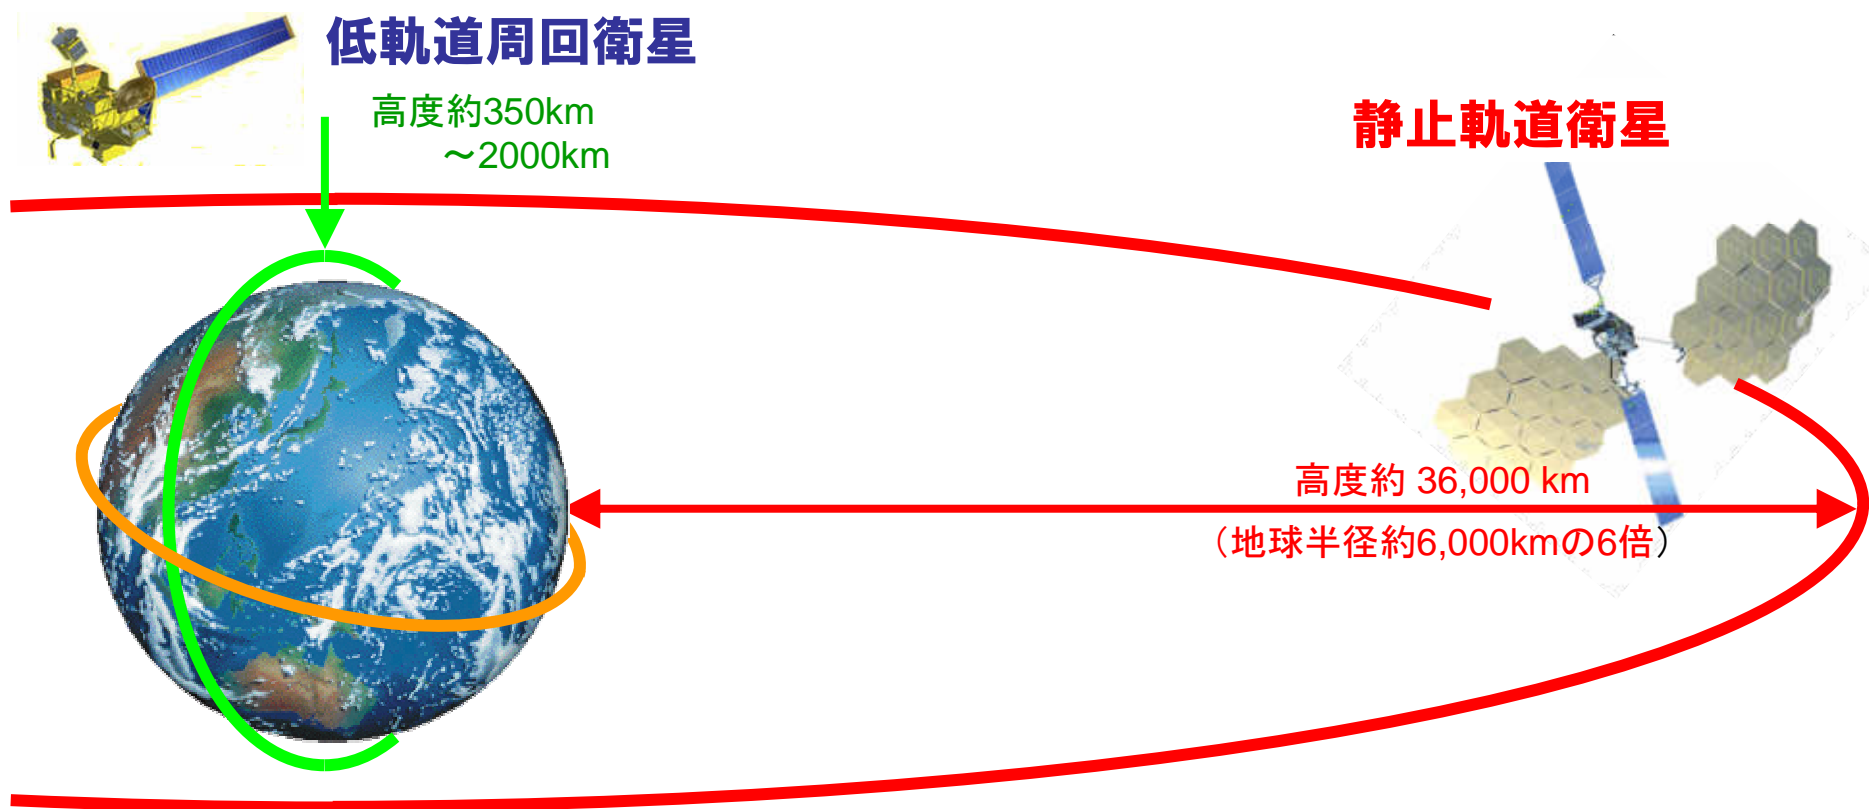 低軌道周回衛星
高度約350km
～2000km
静止軌道衛星
高度約 36,000 km
（地球半径約6,000kmの6倍）